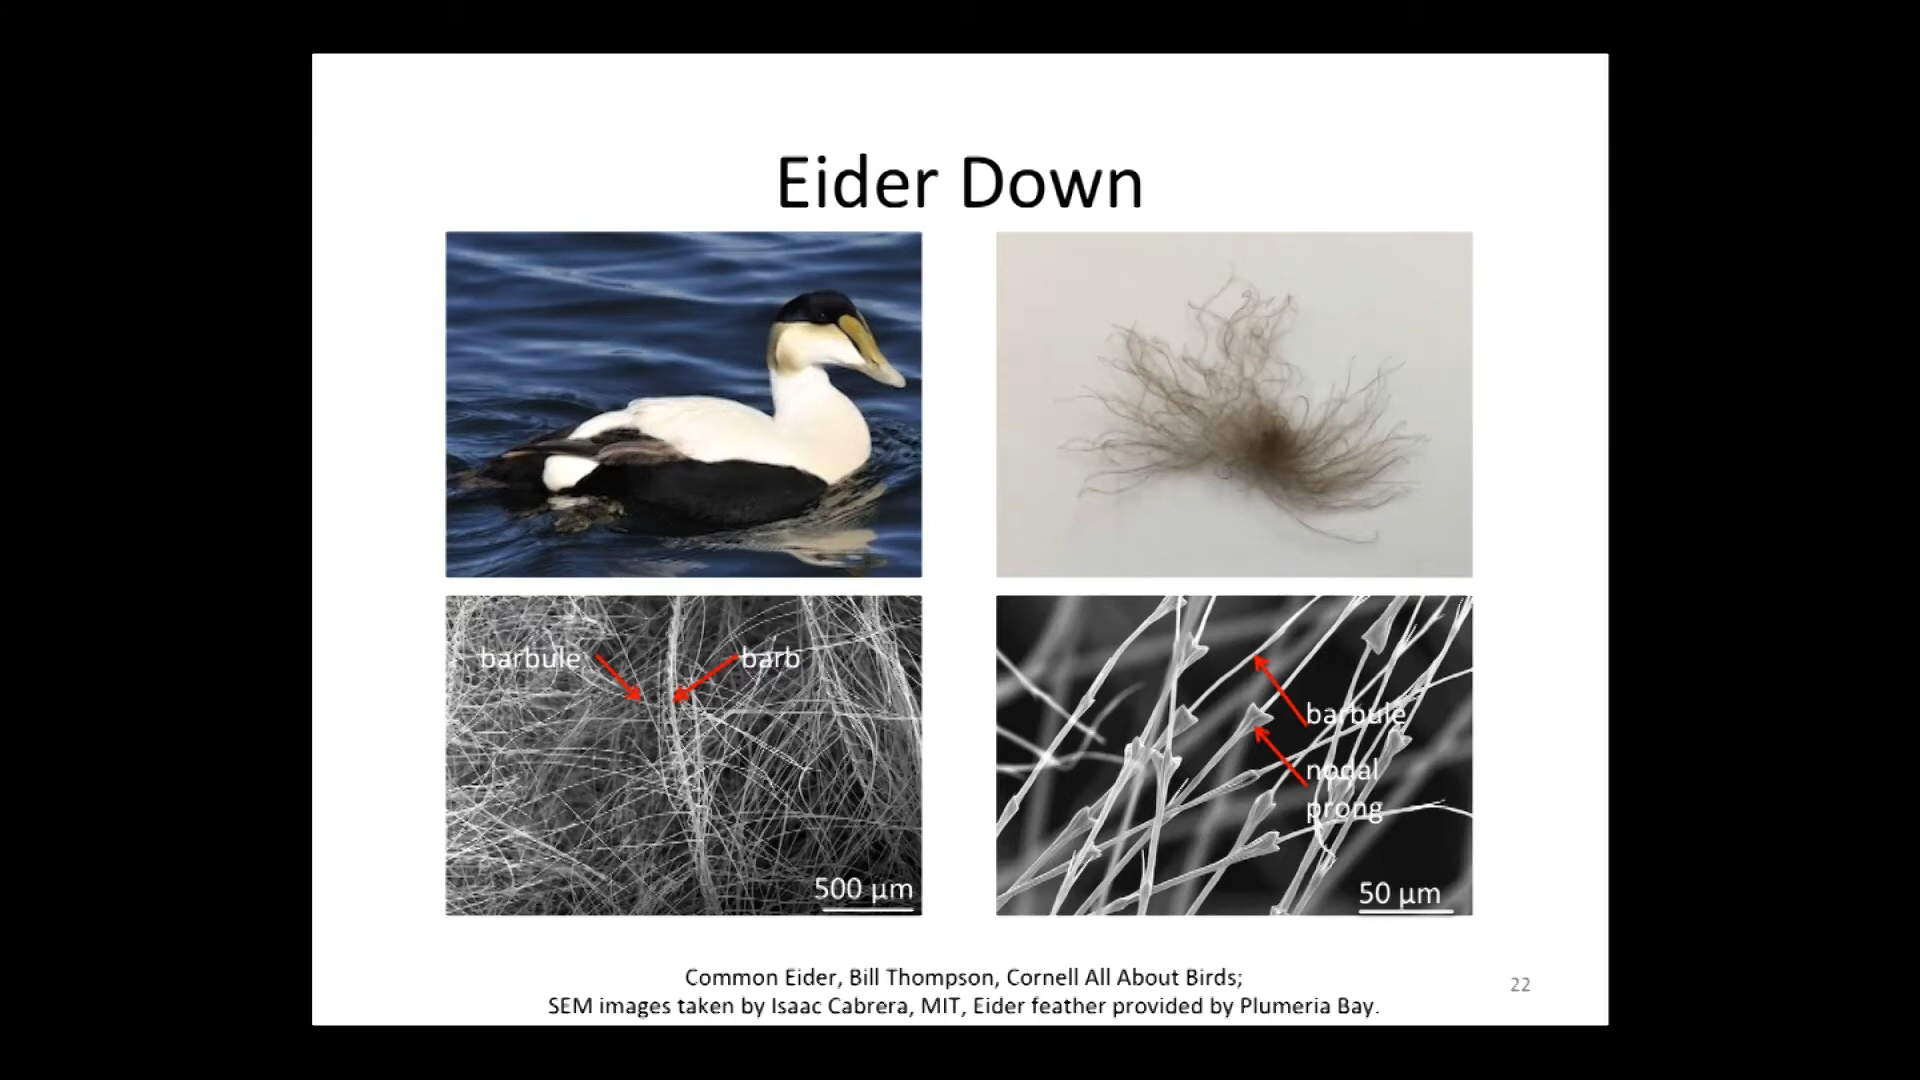 Eider Down
barbule
barb
500 µm
barbule
nodal
prong
50 µm
Common Eider, Bill Thompson, Cornell All About Birds;
SEM images taken by Isaac Cabrera, MIT, Eider feather provided by Plumeria Bay.
22